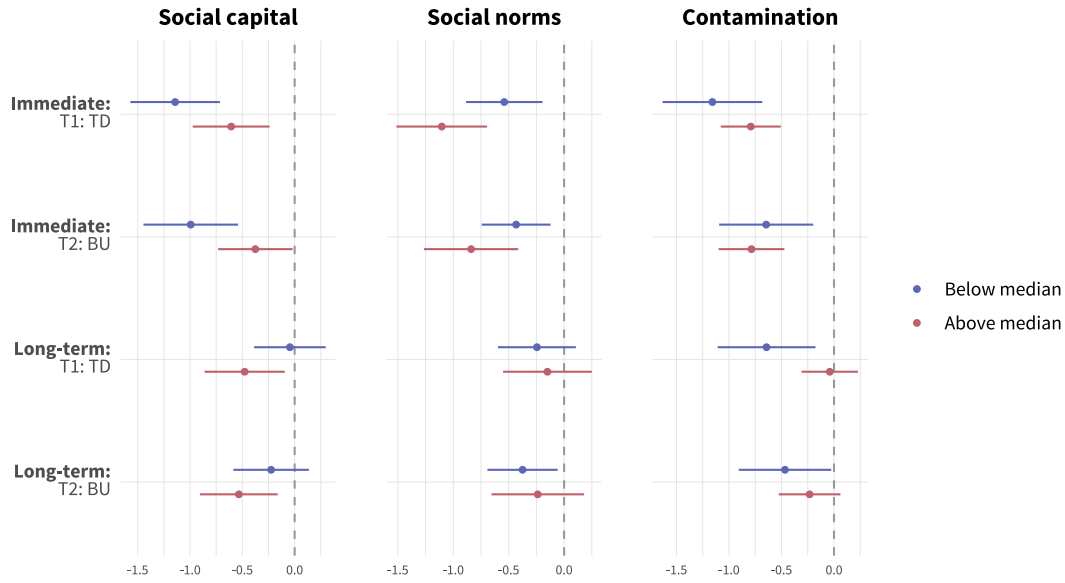 Social capital Social norms Contamination
Immediate:
T1: TD
Immediate:
T2: BU
Below median
Above median
Long-term:
T1: TD
Long-term:
T2: BU
-1.5 -1.0 -0.5 0.0 -1.5 -1.0 -0.5 0.0 -1.5 -1.0 -0.5 0.0